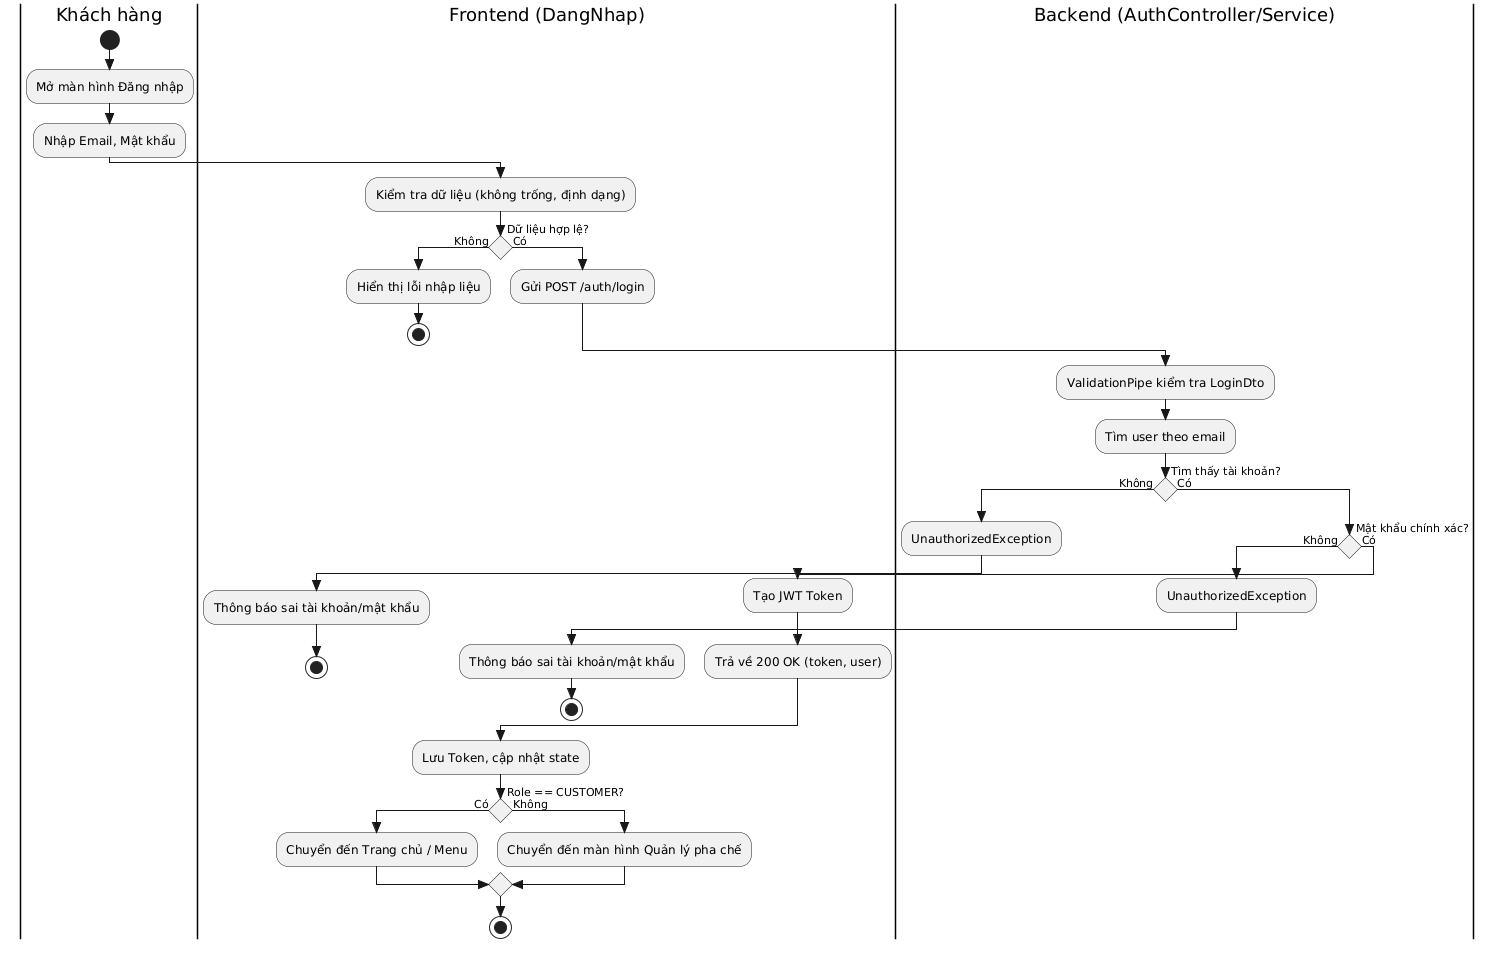 Khách hàng
Frontend (DangNhap)
Backend (AuthController/Service)
Mở màn hình Đăng nhập
Nhập Email, Mật khẩu
Kiểm tra dữ liệu (không trống, định dạng)
Dữ liệu hợp lệ?
Không
Có
Hiển thị lỗi nhập liệu
Gửi POST /auth/login
ValidationPipe kiểm tra LoginDto
Tìm user theo email
Tìm thấy tài khoản?
Không
Có
UnauthorizedException
Mật khẩu chính xác?
Không
Có
Thông báo sai tài khoản/mật khẩu
Tạo JWT Token
UnauthorizedException
Thông báo sai tài khoản/mật khẩu
Trả về 200 OK (token, user)
Lưu Token, cập nhật state
Role == CUSTOMER?
Có
Không
Chuyển đến Trang chủ / Menu
Chuyển đến màn hình Quản lý pha chế